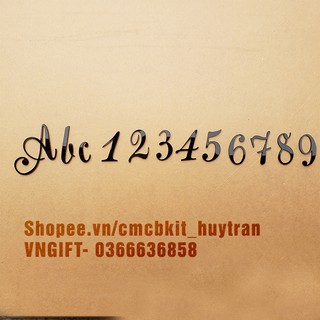 Abc 123456789
Shopee.vn/cmcbkit_huytran
VNGIFT- 0366636858